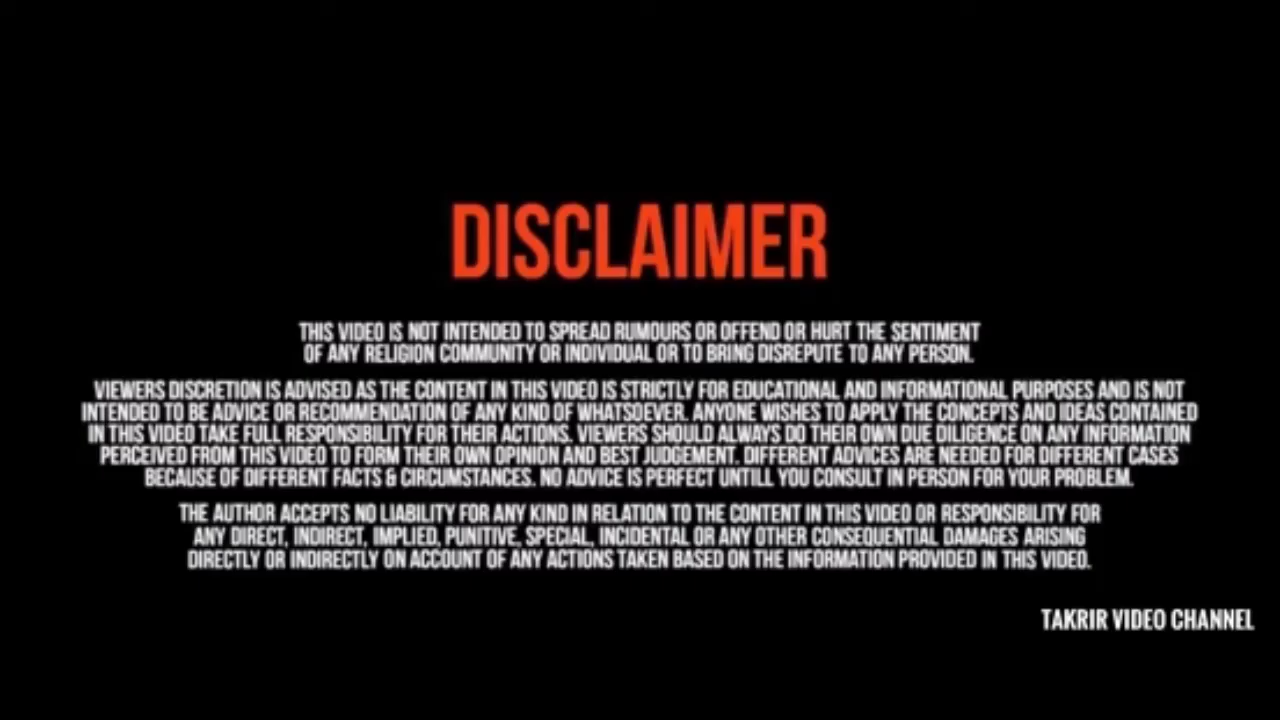 DISCLAIMER
THIS VIDEO IS NOT INTENDED TO SPREAD RUMOURS OR OFFEND OR HURT THE SENTIMENT
OF ANY RELIGION COMMUNITY OR INDIVIDUAL OR TO BRING DISREPUTE TO ANY PERSON.
VIEWERS DISCRETION IS ADVISED AS THE CONTENT IN THIS VIDEO IS STRICTLY FOR EDUCATIONAL AND INFORMATIONAL PURPOSES AND IS NOT
INTENDED TO BE ADVICE OR RECOMMENDATION OF ANY KIND OF WHATSOEVER. ANYONE WISHES TO APPLY THE CONCEPTS AND IDEAS CONTAINED
IN THIS VIDEO TAKE FULL RESPONSIBILITY FOR THEIR ACTIONS. VIEWERS SHOULD ALWAYS DO THEIR OWN DUE DILIGENCE ON ANY INFORMATION
PERCEIVED FROM THIS VIDEO TO FORM THEIR OWN OPINION AND BEST JUDGEMENT. DIFFERENT ADVICES ARE NEEDED FOR DIFFERENT CASES
BECAUSE OF DIFFERENT FACTS & CIRCUMSTANCES. NO ADVICE IS PERFECT UNTILL YOU CONSULT IN PERSON FOR YOUR PROBLEM.
THE AUTHOR ACCEPTS NO LIABILITY FOR ANY KIND IN RELATION TO THE CONTENT IN THIS VIDEO OR RESPONSIBILITY FOR
ANY DIRECT, INDIRECT, IMPLIED, PUNITIVE, SPECIAL, INCIDENTAL OR ANY OTHER CONSEQUENTIAL DAMAGES ARISING
DIRECTLY OR INDIRECTLY ON ACCOUNT OF ANY ACTIONS TAKEN BASED ON THE INFORMATION PROVIDED IN THIS VIDEO.
TAKRIR VIDEO CHANNEL